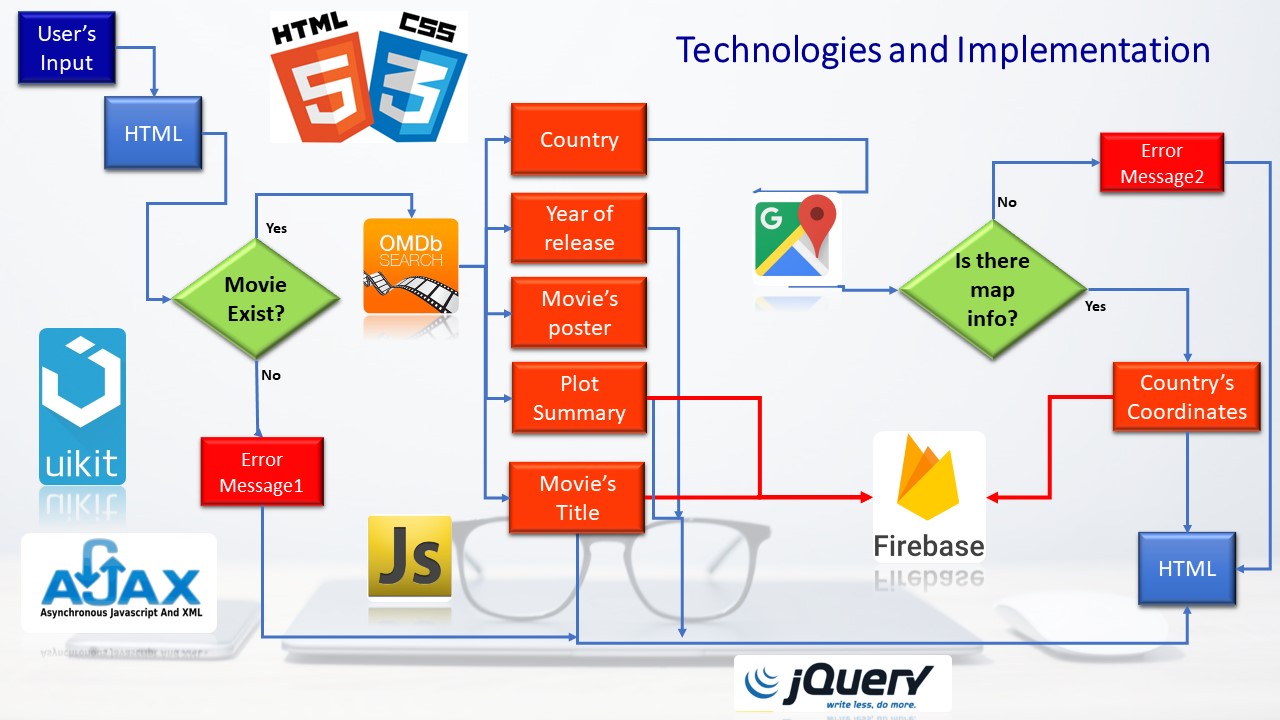 Technologies and Implementation
User's
Input
HTML
HTML
CSS
5
3
Movie
Exist?
Yes
No
OMDb
SEARCH
Country
Year of
release
Movie's
poster
Plot
Summary
Movie's
Title
Error
Message1
G
Is there
map
info?
No
Yes
Error
Message2
Country's
Coordinates
HTML
Firebase
uikit
AJAX
Asynchronous Javascript And XML
Js
jQuery
write less, do more.